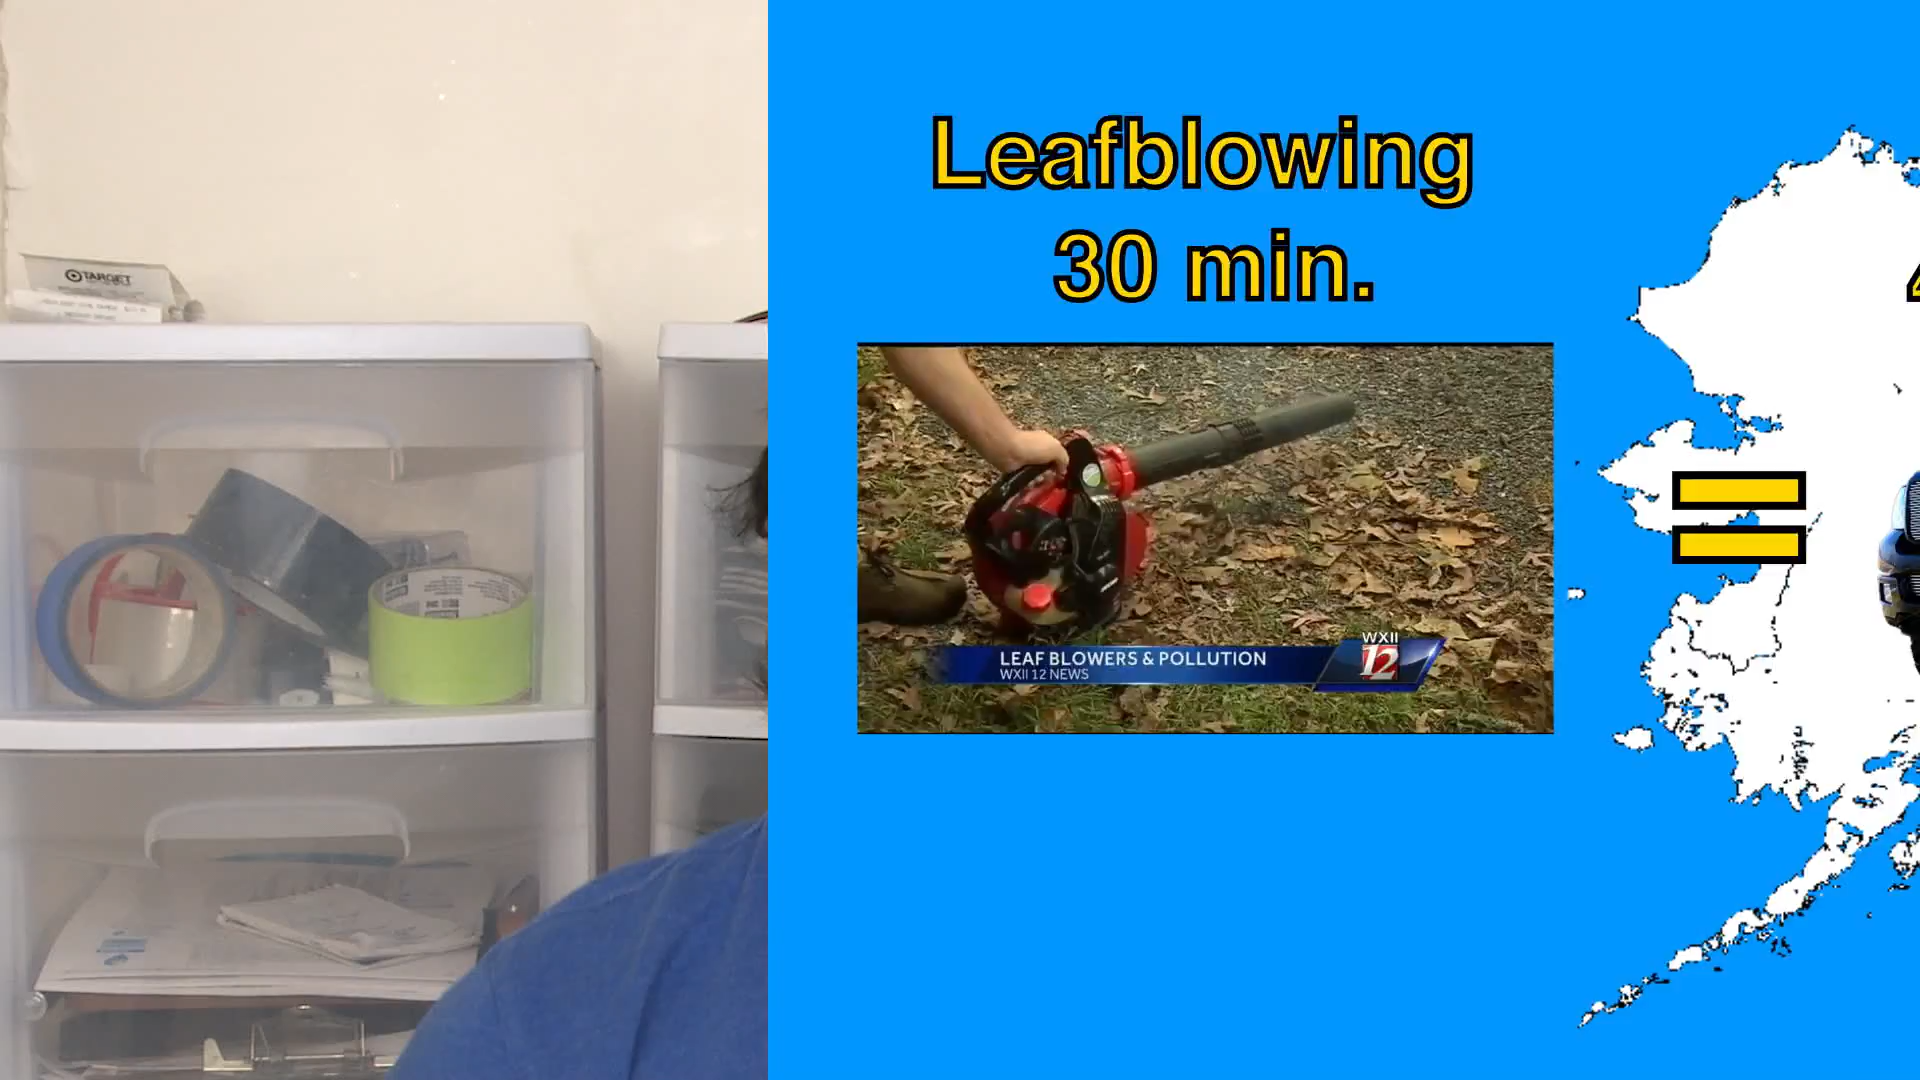 TARGET
Leafblowing
30 min.
=
WXII
12
LEAF BLOWERS & POLLUTION
WXII 12 NEWS